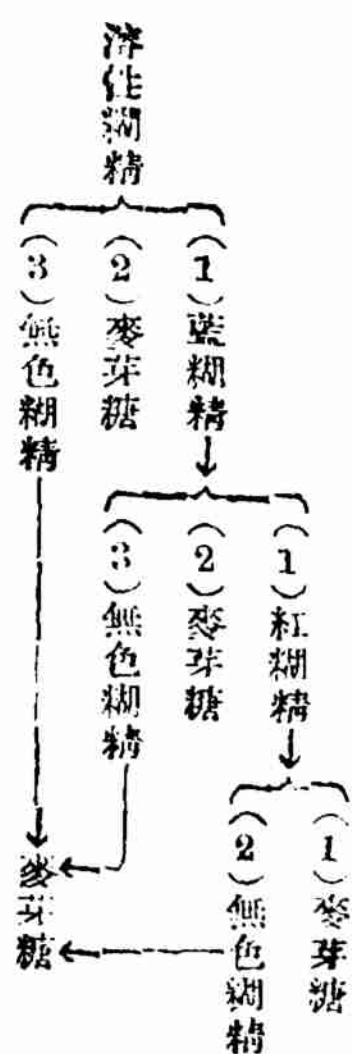 溶性糊精
(1)藍糊精
(2)麥芽糖
(3)無色糊精
(1)紅糊精
(2)麥芽糖
(3)無色糊精
(1)麥芽糖
(2)無色糊精
麥芽糖